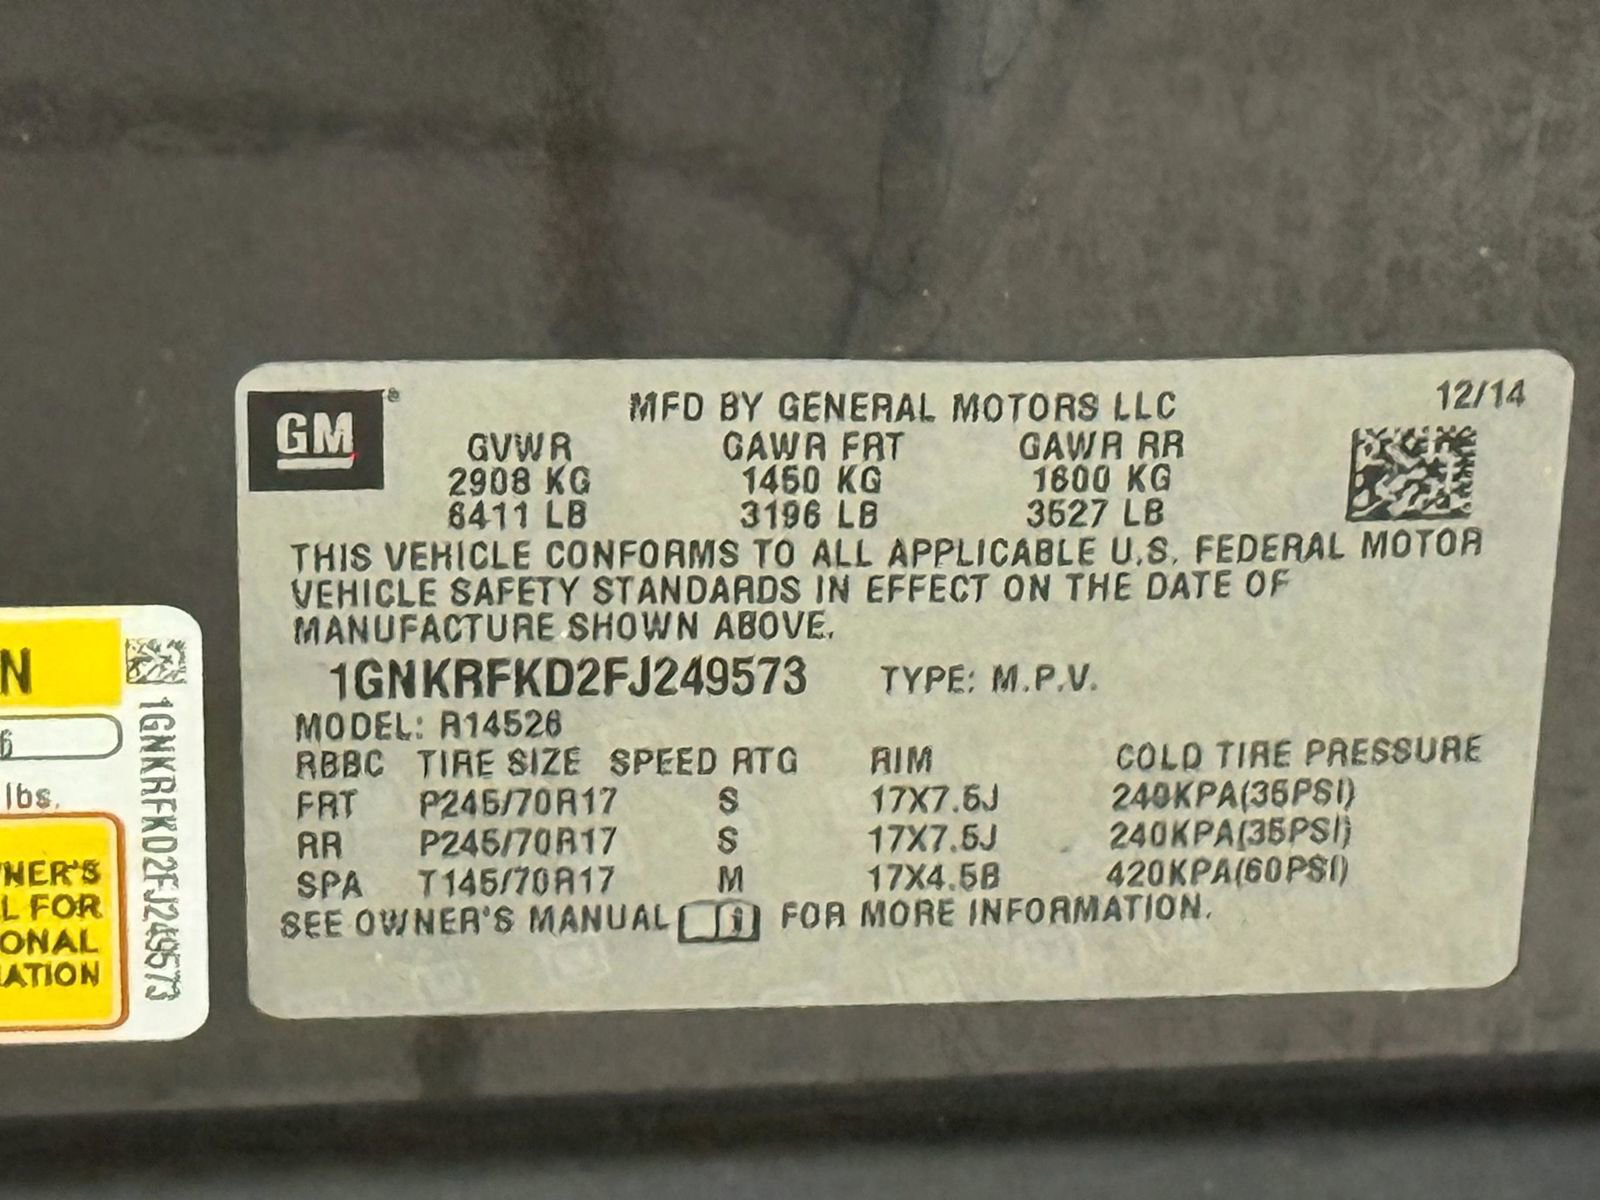 GM
®
MFD BY GENERAL MOTORS LLC
12/14
GVWR GAWR FRT GAWR RR
2908 KG 1450 KG 1600 KG
6411 LB 3196 LB 3527 LB
THIS VEHICLE CONFORMS TO ALL APPLICABLE U.S. FEDERAL MOTOR
VEHICLE SAFETY STANDARDS IN EFFECT ON THE DATE OF
MANUFACTURE SHOWN ABOVE.
1GNKRFKD2FJ249573 TYPE: M.P.V.
MODEL: R14526
RBBC TIRE SIZE SPEED RTG RIM COLD TIRE PRESSURE
FRT P245/70R17 S 17X7.5J 240KPA(35PSI)
RR P245/70R17 S 17X7.5J 240KPA(35PSI)
SPA T145/70R17 M 17X4.5B 420KPA(60PSI)
SEE OWNER'S MANUAL FOR MORE INFORMATION.
N
6
lbs.
NER'S
L FOR
ONAL
ATION
1GNKRFKD2FJ249573